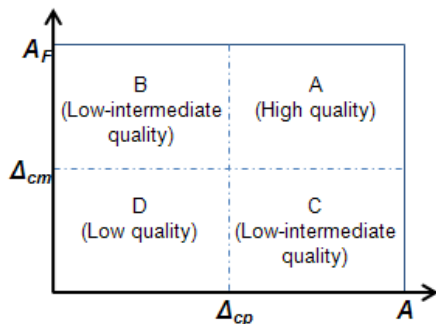 A_F
B
(Low-intermediate
quality)
A
(High quality)
Δ_cm
D
(Low quality)
C
(Low-intermediate
quality)
Δ_cp
A